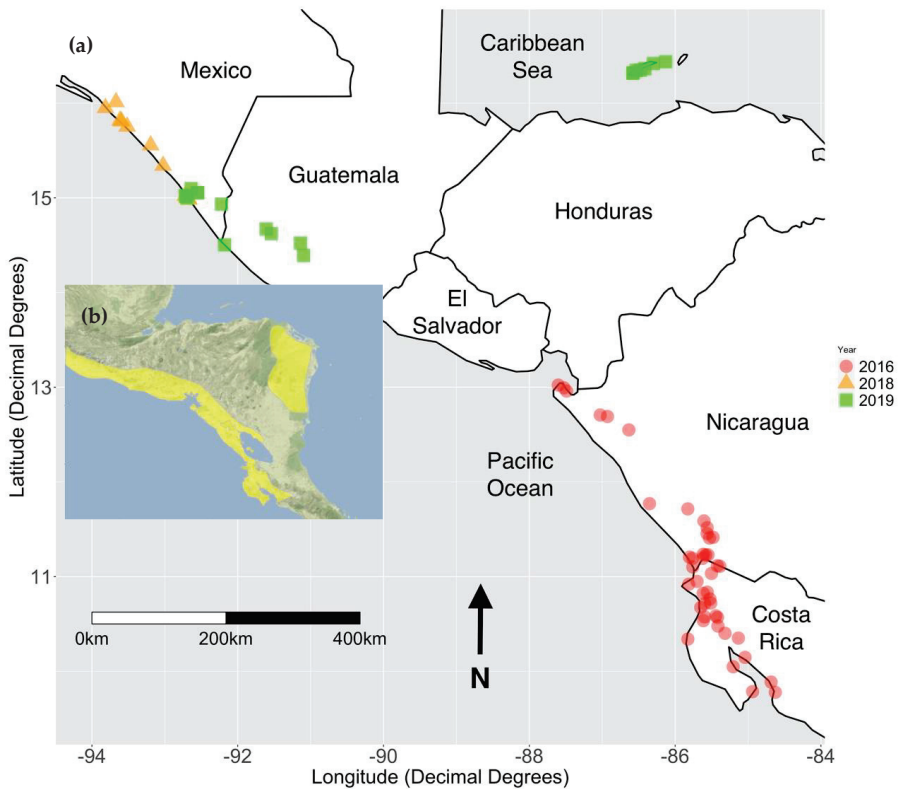 (a)
Caribbean
Sea
Mexico
Guatemala
Honduras
15
El
Salvador
(b)
Year
2016
2018
2019
13
Nicaragua
Pacific
Ocean
11
Costa
Rica
0km
200km
400km
N
-94
-92
-90
-88
-86
-84
Longitude (Decimal Degrees)
Latitude (Decimal Degrees)